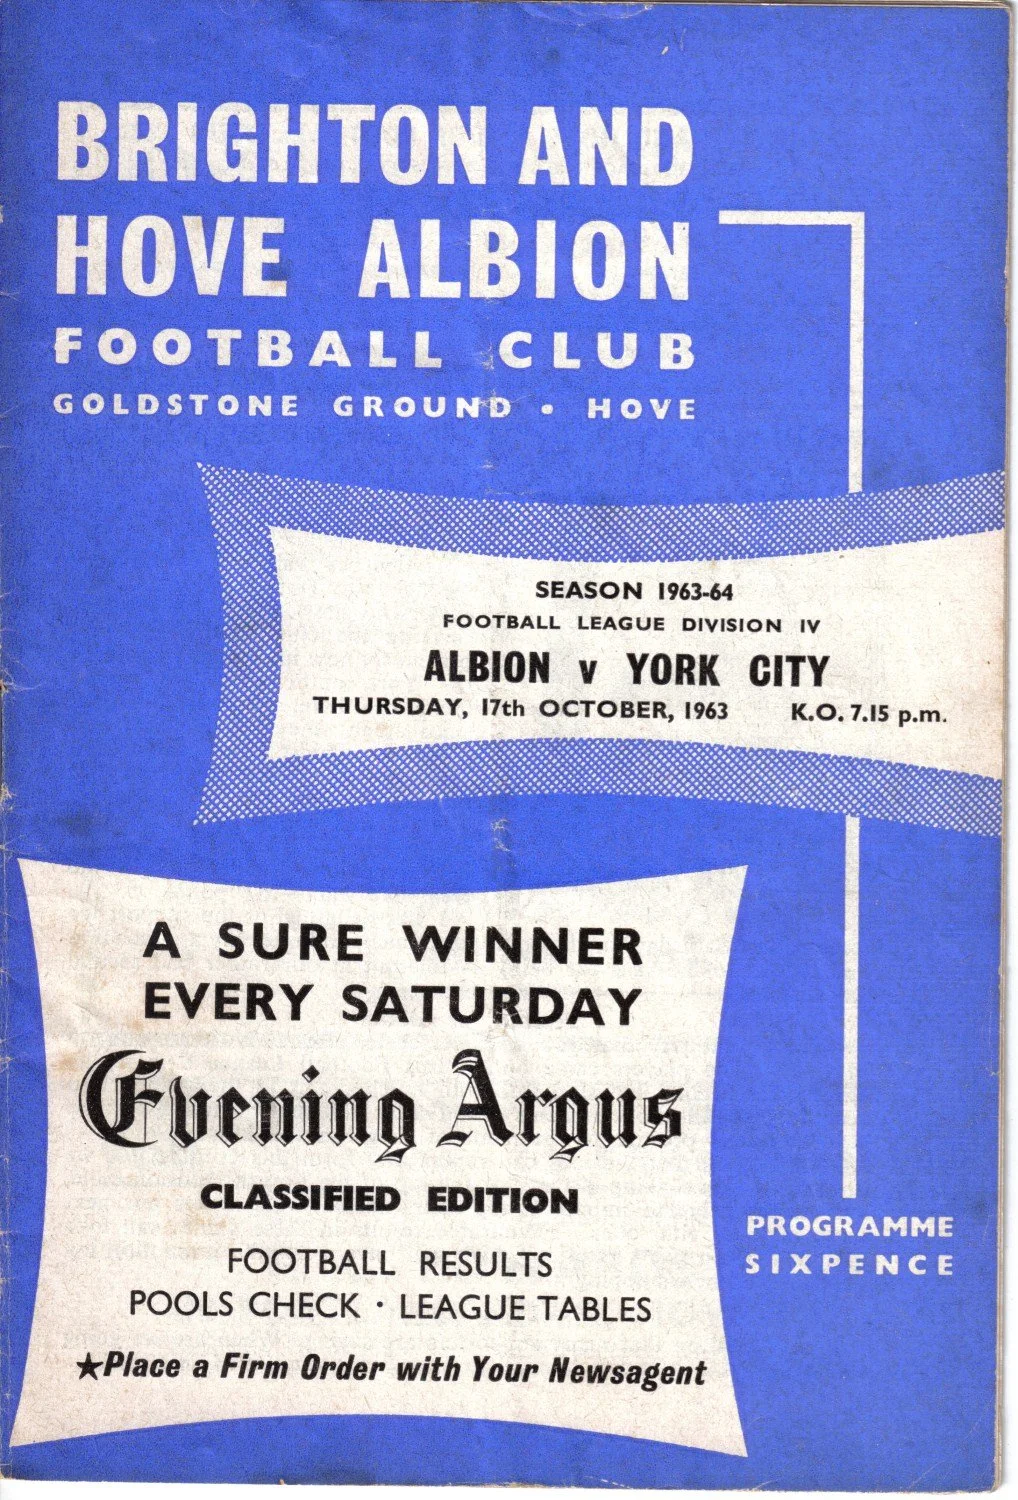 BRIGHTON AND
HOVE ALBION
FOOTBALL CLUB
GOLDSTONE GROUND • HOVE
SEASON 1963-64
FOOTBALL LEAGUE DIVISION IV
ALBION v YORK CITY
THURSDAY, 17th OCTOBER, 1963 K.O. 7.15 p.m.
A SURE WINNER
EVERY SATURDAY
Evening Argus
CLASSIFIED EDITION
FOOTBALL RESULTS
POOLS CHECK · LEAGUE TABLES
★Place a Firm Order with Your Newsagent
PROGRAMME
SIXPENCE